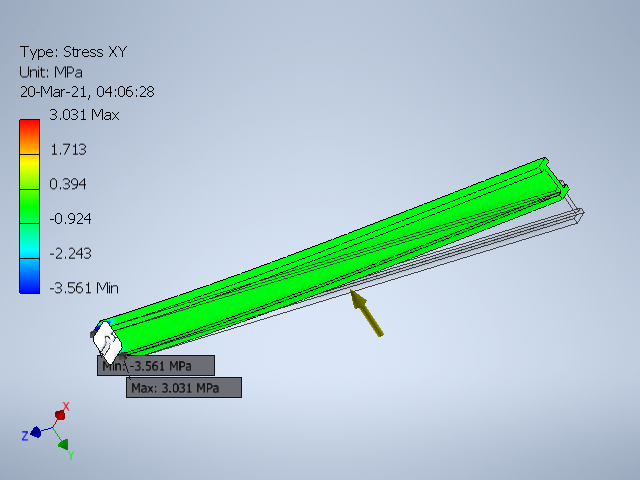 Type: Stress XY
Unit: MPa
20-Mar-21, 04:06:28
3.031 Max
1.713
0.394
-0.924
-2.243
-3.561 Min
Min: -3.561 MPa
Max: 3.031 MPa
X
Z
Y